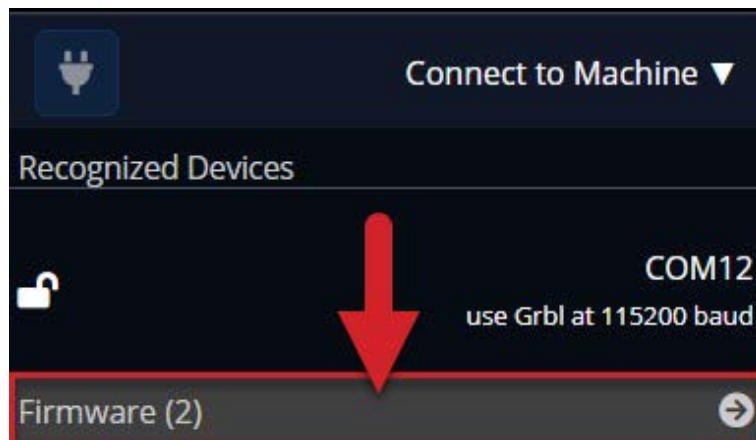 Connect to Machine ▼
Recognized Devices
COM12
use Grbl at 115200 baud
Firmware (2)